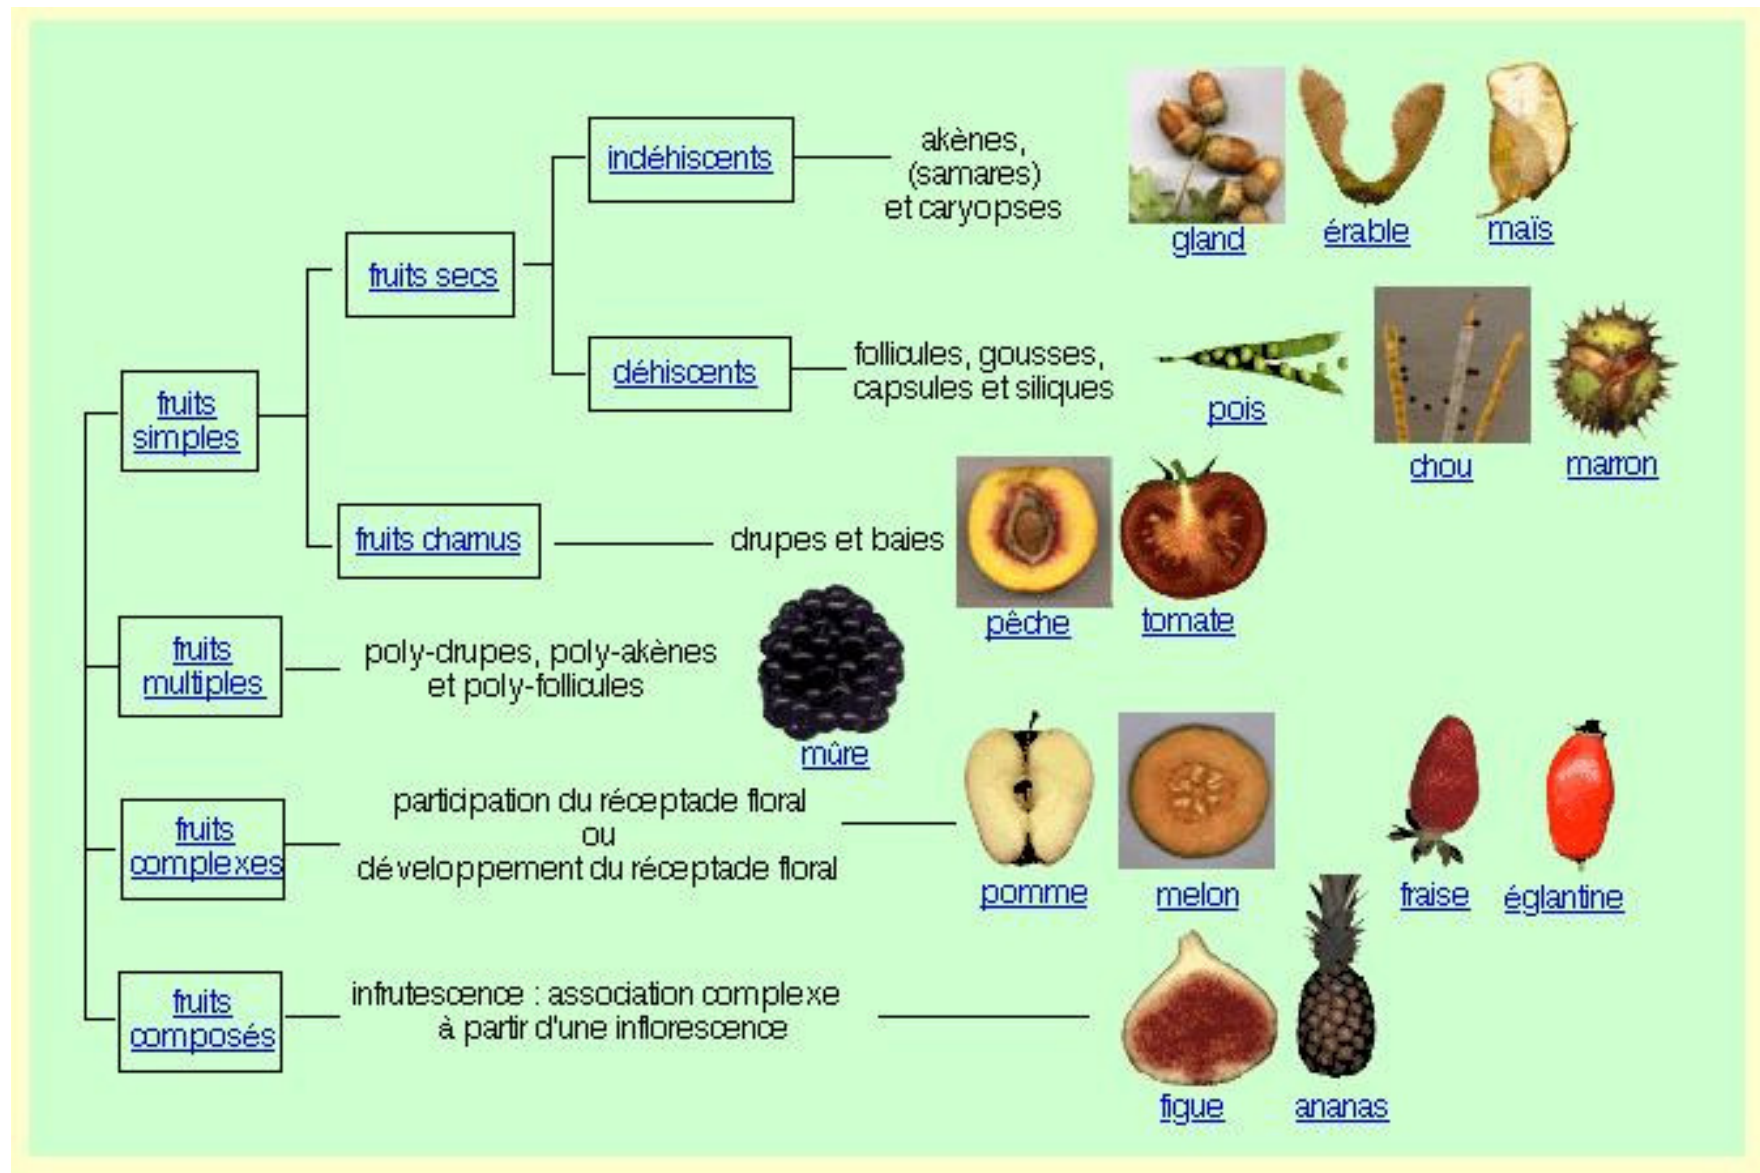 indéhiscents
akènes,
(samares)
et caryopses
gland
érable
maïs
fruits secs
déhiscents
follicules, gousses,
capsules et siliques
pois
chou
marron
fruits
simples
fruits charnus
drupes et baies
pêche
tomate
fruits
multiples
poly-drupes, poly-akènes
et poly-follicules
mûre
fruits
complexes
participation du réceptacle floral
ou
développement du réceptacle floral
pomme
melon
fraise
églantine
fruits
composés
infrutescence : association complexe
à partir d'une inflorescence
figue
ananas